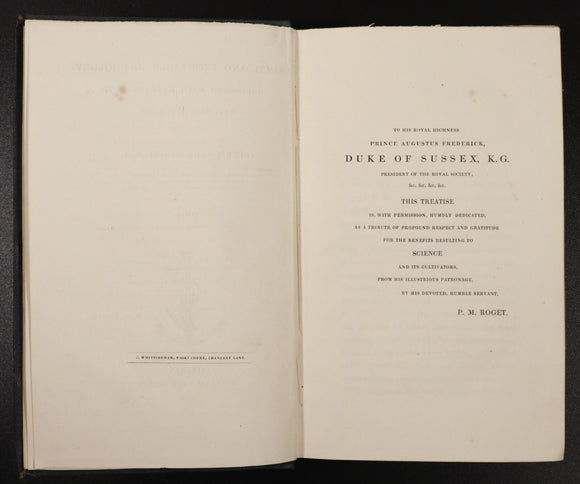 C. WHITTINGHAM, TOOKS COURT, CHANCERY LANE.
TO HIS ROYAL HIGHNESS
PRINCE AUGUSTUS FREDERICK,
DUKE OF SUSSEX, K.G.
PRESIDENT OF THE ROYAL SOCIETY,
&c. &c. &c. &c.
THIS TREATISE
IS, WITH PERMISSION, HUMBLY DEDICATED,
AS A TRIBUTE OF PROFOUND RESPECT AND GRATITUDE
FOR THE BENEFITS RESULTING TO
SCIENCE
AND ITS CULTIVATORS,
FROM HIS ILLUSTRIOUS PATRONAGE,
BY HIS DEVOTED, HUMBLE SERVANT,
P. M. ROGET.